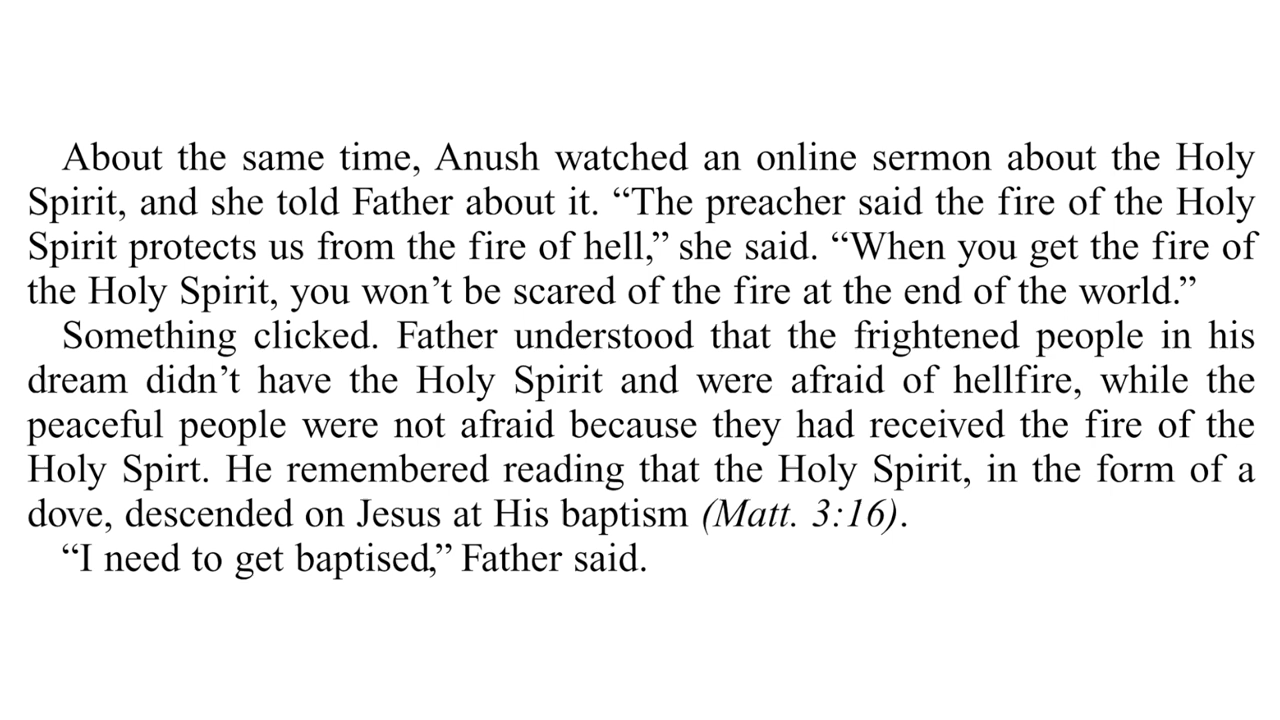 About the same time, Anush watched an online sermon about the Holy
Spirit, and she told Father about it. “The preacher said the fire of the Holy
Spirit protects us from the fire of hell,” she said. “When you get the fire of
the Holy Spirit, you won’t be scared of the fire at the end of the world.”
Something clicked. Father understood that the frightened people in his
dream didn’t have the Holy Spirit and were afraid of hellfire, while the
peaceful people were not afraid because they had received the fire of the
Holy Spirt. He remembered reading that the Holy Spirit, in the form of a
dove, descended on Jesus at His baptism (Matt. 3:16).
“I need to get baptised,” Father said.